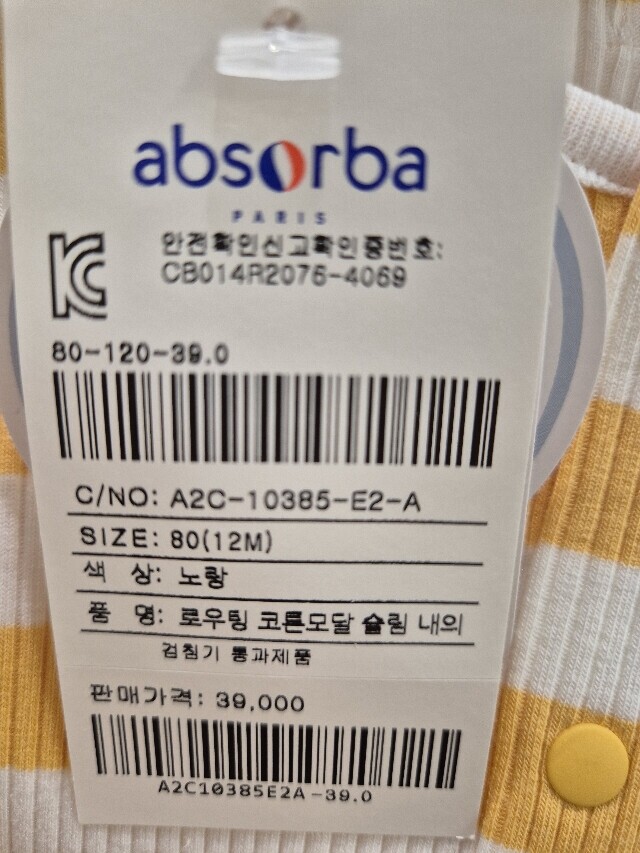 absorba
PARIS
안전확인신고확인증번호:
CB014R2076-4069
80-120-39.0
C/NO: A2C-10385-E2-A
SIZE: 80(12M)
색 상: 노랑
품 명: 로우팅 코튼모달 슬림 내의
검침기 통과제품
판매가격: 39,000
A2C10385E2A-39.0